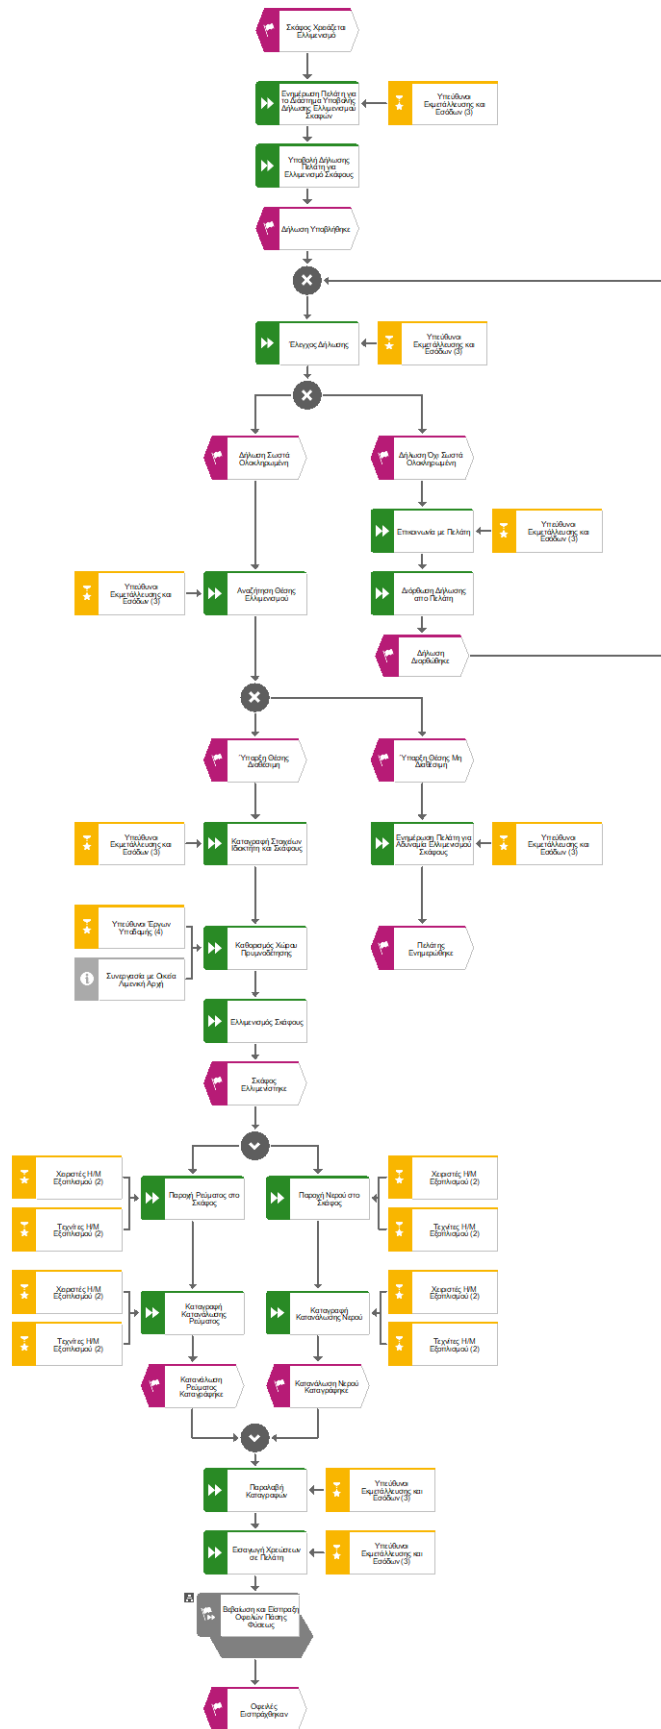 Σκάφος Χρειάζεται
Ελλιμενισμό
Ενημέρωση Πελάτη για
το Διάστημα Υποβολής
Δήλωσης Ελλιμενισμού
Σκαφών
Υπεύθυνοι
Εκμετάλλευσης και
Εσόδων (3)
Υποβολή Δήλωσης
Πελάτη για
Ελλιμενισμό Σκάφους
Δήλωση Υποβλήθηκε
Έλεγχος Δήλωσης
Υπεύθυνοι
Εκμετάλλευσης και
Εσόδων (3)
Δήλωση Σωστά
Ολοκληρωμένη
Δήλωση Όχι Σωστά
Ολοκληρωμένη
Επικοινωνία με Πελάτη
Υπεύθυνοι
Εκμετάλλευσης και
Εσόδων (3)
Υπεύθυνοι
Εκμετάλλευσης και
Εσόδων (3)
Αναζήτηση Θέσης
Ελλιμενισμού
Διόρθωση Δήλωσης
απο Πελάτη
Δήλωση
Διορθώθηκε
Ύπαρξη Θέσης
Διαθέσιμη
Ύπαρξη Θέσης Μη
Διαθέσιμη
Υπεύθυνοι
Εκμετάλλευσης και
Εσόδων (3)
Καταγραφή Στοιχείων
Ιδιοκτήτη και Σκάφους
Ενημέρωση Πελάτη για
Αδυναμία Ελλιμενισμού
Σκάφους
Υπεύθυνοι
Εκμετάλλευσης και
Εσόδων (3)
Υπεύθυνοι Έργων
Υποδομής (4)
Συνεργασία με Οικεία
Λιμενική Αρχή
Καθορισμός Χώρου
Πρυμνοδέτησης
Πελάτης
Ενημερώθηκε
Ελλιμενισμός Σκάφους
Σκάφος
Ελλιμενίστηκε
Χειριστές Η/Μ
Εξοπλισμού (2)
Τεχνίτες Η/Μ
Εξοπλισμού (2)
Παροχή Ρεύματος στο
Σκάφος
Παροχή Νερού στο
Σκάφος
Χειριστές Η/Μ
Εξοπλισμού (2)
Τεχνίτες Η/Μ
Εξοπλισμού (2)
Χειριστές Η/Μ
Εξοπλισμού (2)
Τεχνίτες Η/Μ
Εξοπλισμού (2)
Καταγραφή
Κατανάλωσης
Ρεύματος
Καταγραφή
Κατανάλωσης Νερού
Χειριστές Η/Μ
Εξοπλισμού (2)
Τεχνίτες Η/Μ
Εξοπλισμού (2)
Κατανάλωση
Ρεύματος
Καταγράφηκε
Κατανάλωση Νερού
Καταγράφηκε
Παραλαβή
Καταγραφών
Υπεύθυνοι
Εκμετάλλευσης και
Εσόδων (3)
Εισαγωγή Χρεώσεων
σε Πελάτη
Υπεύθυνοι
Εκμετάλλευσης και
Εσόδων (3)
Βεβαίωση και Είσπραξη
Οφειλών Πάσης
Φύσεως
Οφειλές
Εισπράχθηκαν